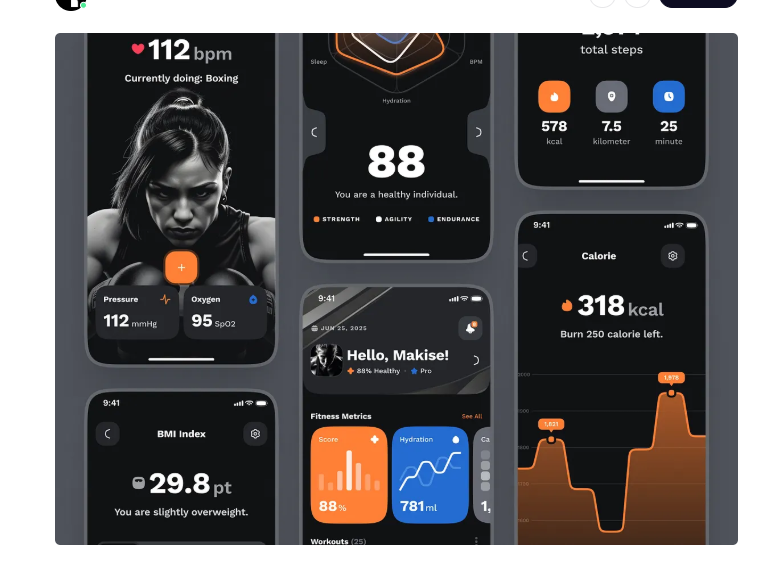 112 bpm
Currently doing: Boxing
Pressure
112 mmHg
Oxygen
95 SpO2
9:41
BMI Index
29.8 pt
You are slightly overweight.
Sleep
BPM
Hydration
88
You are a healthy individual.
STRENGTH
AGILITY
ENDURANCE
9:41
JUN 25, 2025
Hello, Makise!
88% Healthy
Pro
Fitness Metrics
See All
Score
88%
Hydration
781 ml
Ca
1,
Workouts (25)
total steps
578
kcal
7.5
kilometer
25
minute
9:41
Calorie
318 kcal
Burn 250 calorie left.
1,978